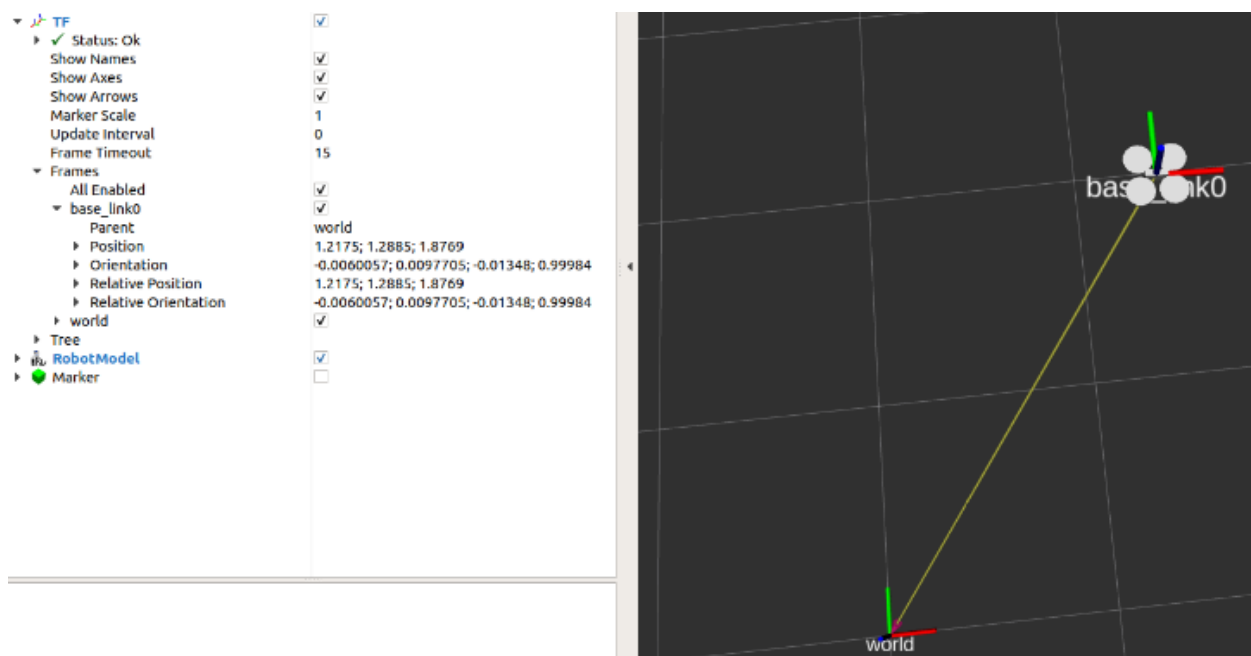 TF
Status: Ok
Show Names
Show Axes
Show Arrows
Marker Scale 1
Update Interval 0
Frame Timeout 15
Frames
All Enabled
base_link0
Parent world
Position 1.2175; 1.2885; 1.8769
Orientation -0.0060057; 0.0097705; -0.01348; 0.99984
Relative Position 1.2175; 1.2885; 1.8769
Relative Orientation -0.0060057; 0.0097705; -0.01348; 0.99984
world
Tree
RobotModel
Marker
base_link0
world